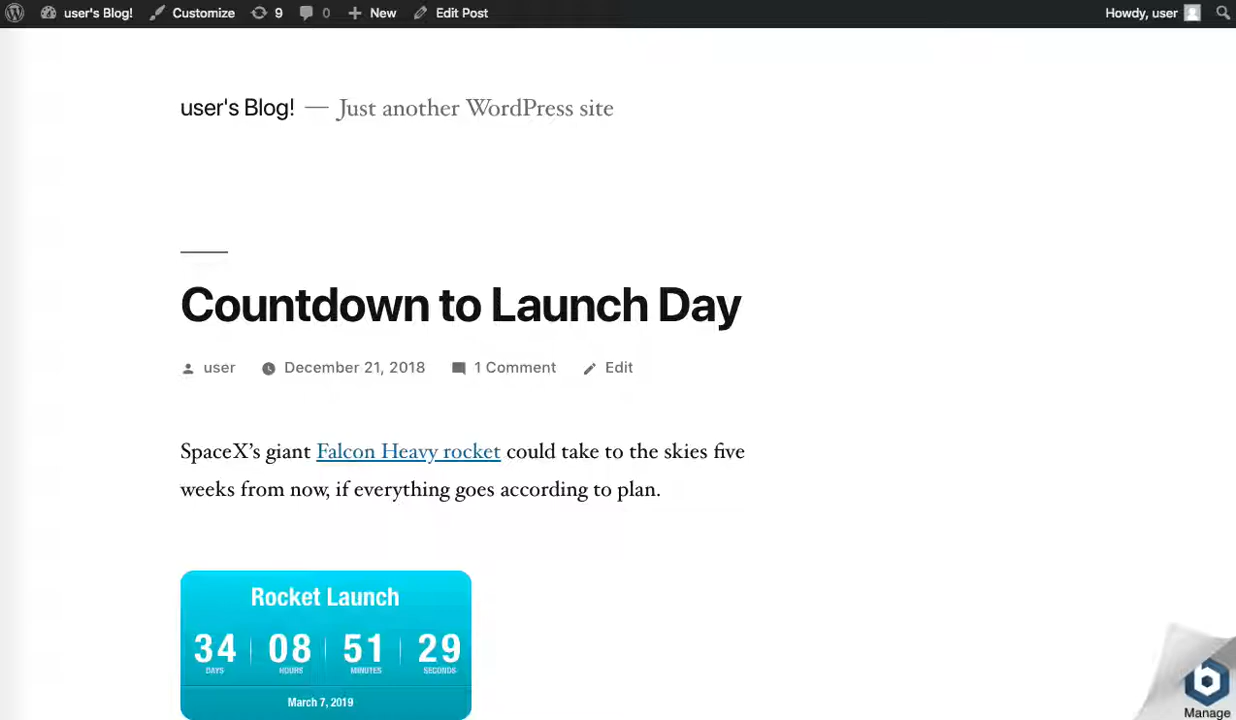 user's Blog! Customize 9 0 New Edit Post Howdy, user
user's Blog! — Just another WordPress site
Countdown to Launch Day
user December 21, 2018 1 Comment Edit
SpaceX’s giant Falcon Heavy rocket could take to the skies five
weeks from now, if everything goes according to plan.
Rocket Launch
34 08 51 29
DAYS HOURS MINUTES SECONDS
March 7, 2019
Manage